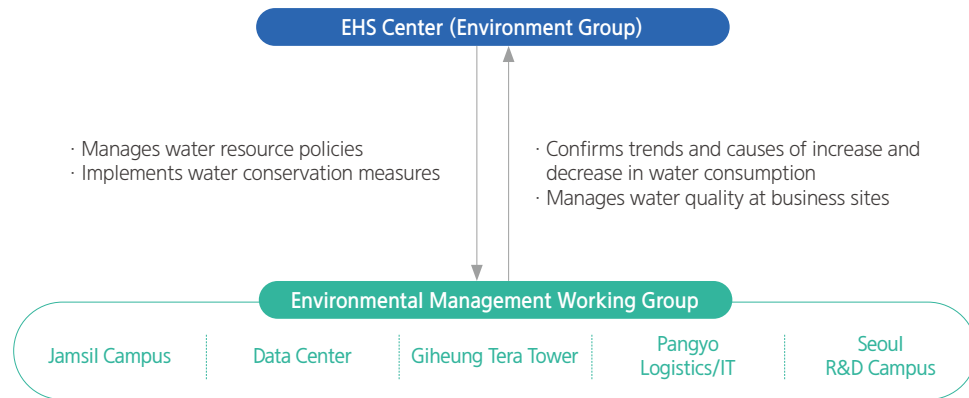 EHS Center (Environment Group)
· Manages water resource policies
· Implements water conservation measures
· Confirms trends and causes of increase and
decrease in water consumption
· Manages water quality at business sites
Environmental Management Working Group
Jamsil Campus
Data Center
Giheung Tera Tower
Pangyo
Logistics/IT
Seoul
R&D Campus